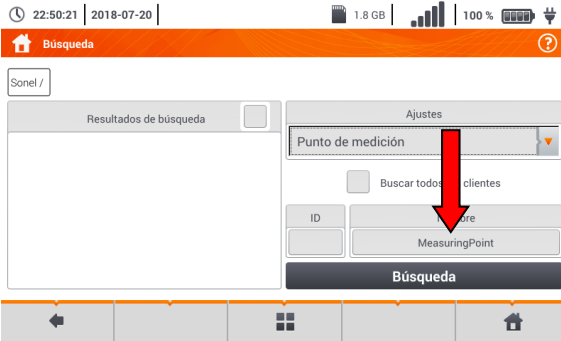 22:50:21 2018-07-20 1.8 GB 100 %
Búsqueda
Sonel /
Resultados de búsqueda
Ajustes
Punto de medición
Buscar todos clientes
ID
MeasuringPoint
Búsqueda